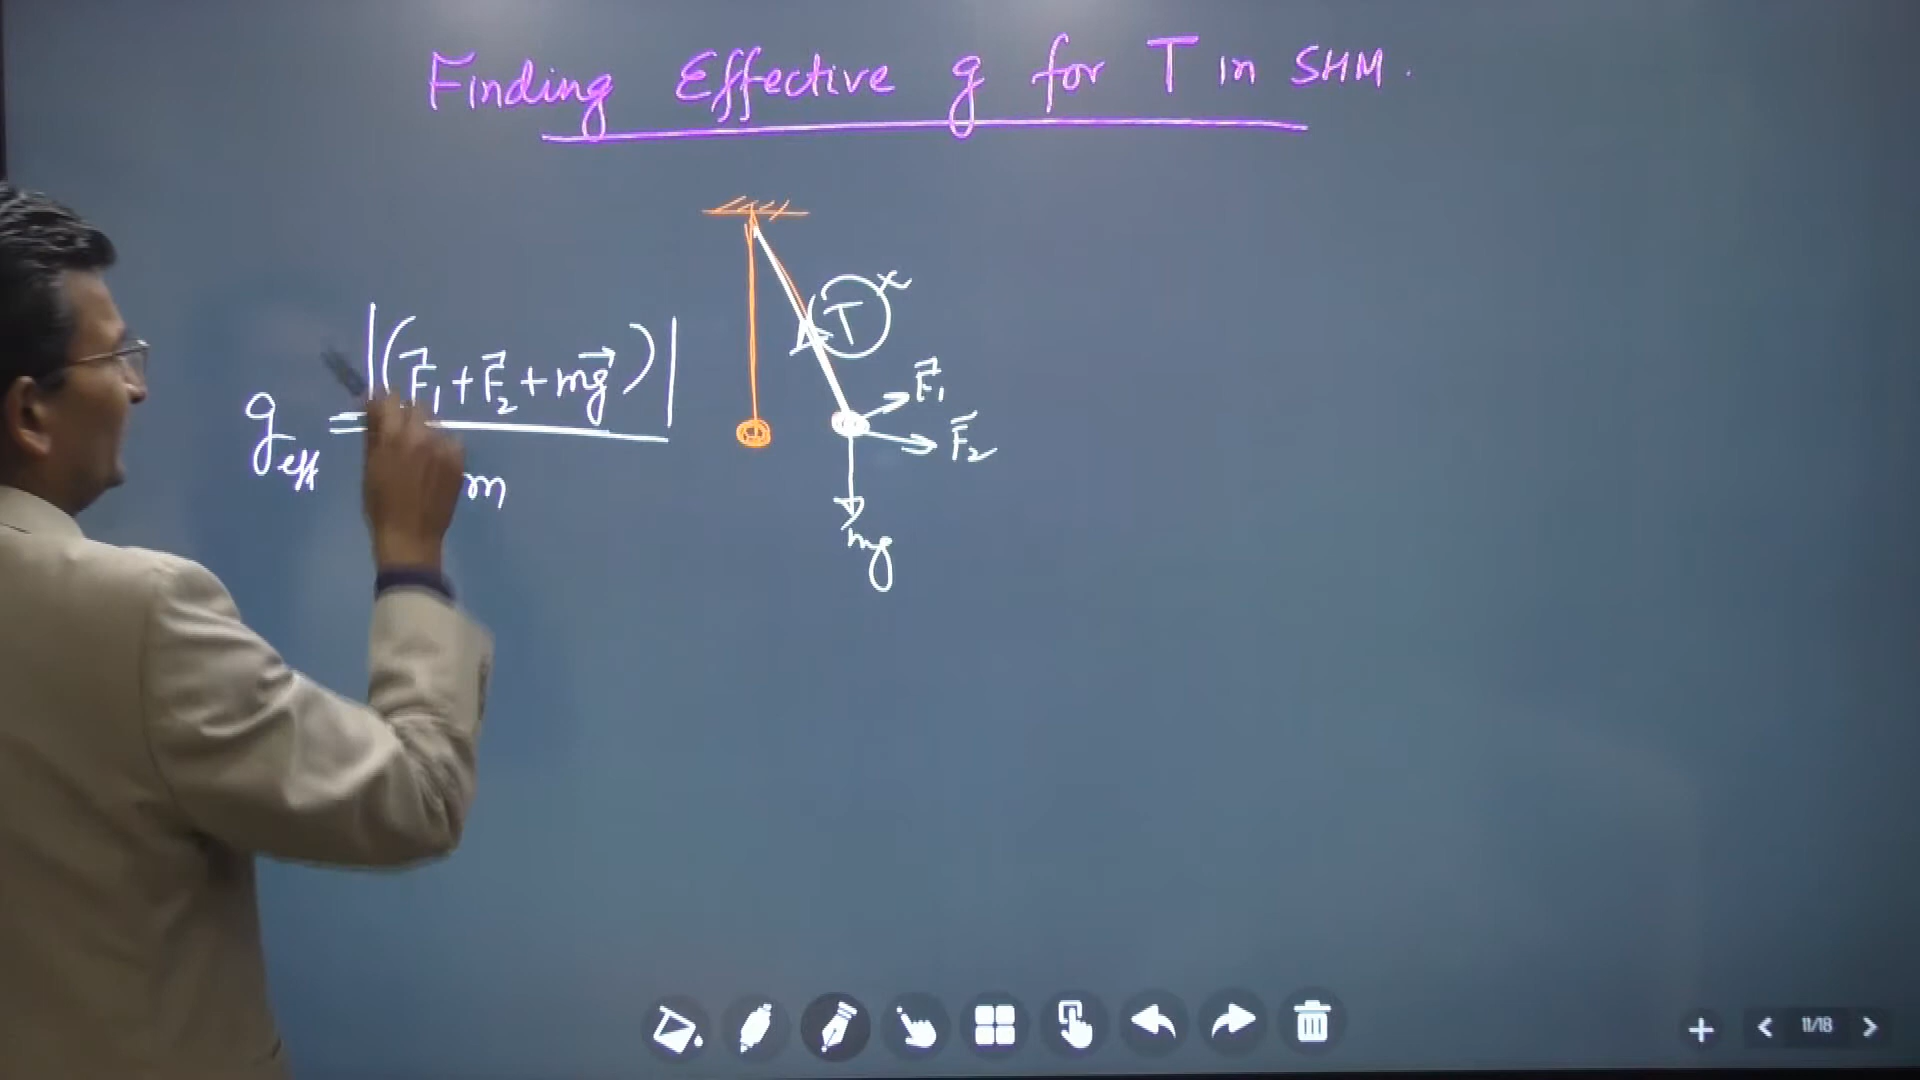 Finding Effective g for T in SHM.
g_eff = |(F⃗₁ + F⃗₂ + mg⃗)| / m
T x
F⃗₁
F⃗₂
mg
11/18